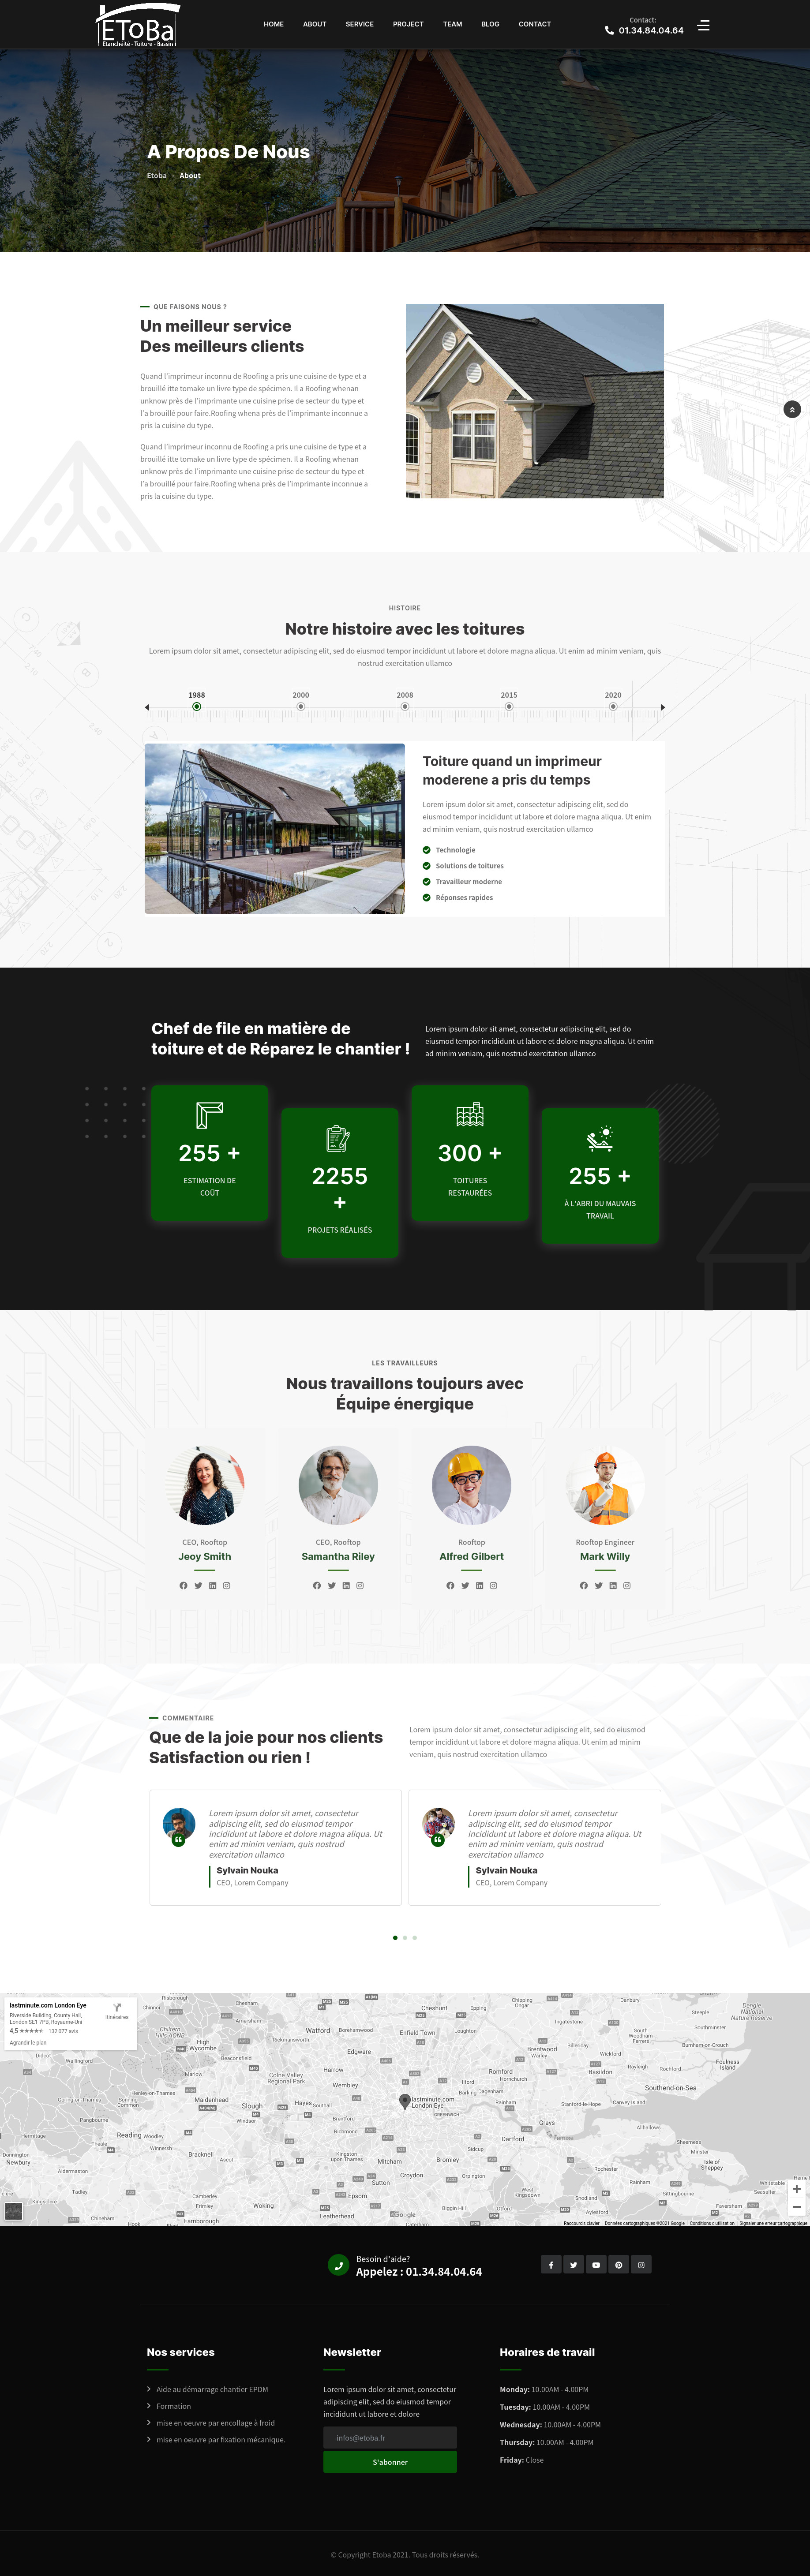 EToBa
Etanchéité - Toiture - Bassin
HOME ABOUT SERVICE PROJECT TEAM BLOG CONTACT
Contact:
01.34.84.04.64
A Propos De Nous
Etoba > About
QUE FAISONS NOUS ?
Un meilleur service
Des meilleurs clients
Quand l'imprimeur inconnu de Roofing a pris une cuisine de type et a
brouillé itte tomake un livre type de spécimen. Il a Roofing whenan
unknow près de l'imprimante une cuisine prise de secteur du type et
l'a brouillé pour faire.Roofing whena près de l'imprimante inconnue a
pris la cuisine du type.
Quand l'imprimeur inconnu de Roofing a pris une cuisine de type et a
brouillé itte tomake un livre type de spécimen. Il a Roofing whenan
unknow près de l'imprimante une cuisine prise de secteur du type et
l'a brouillé pour faire.Roofing whena près de l'imprimante inconnue a
pris la cuisine du type.
HISTOIRE
Notre histoire avec les toitures
Lorem ipsum dolor sit amet, consectetur adipiscing elit, sed do eiusmod tempor incididunt ut labore et dolore magna aliqua. Ut enim ad minim veniam, quis
nostrud exercitation ullamco
1988 2000 2008 2015 2020
Toiture quand un imprimeur
moderene a pris du temps
Lorem ipsum dolor sit amet, consectetur adipiscing elit, sed do
eiusmod tempor incididunt ut labore et dolore magna aliqua. Ut enim
ad minim veniam, quis nostrud exercitation ullamco
Technologie
Solutions de toitures
Travailleur moderne
Réponses rapides
Chef de file en matière de
toiture et de Réparez le chantier !
Lorem ipsum dolor sit amet, consectetur adipiscing elit, sed do
eiusmod tempor incididunt ut labore et dolore magna aliqua. Ut enim
ad minim veniam, quis nostrud exercitation ullamco
255 +
ESTIMATION DE
COÛT
2255
+
PROJETS RÉALISÉS
300 +
TOITURES
RESTAURÉES
255 +
À L'ABRI DU MAUVAIS
TRAVAIL
LES TRAVAILLEURS
Nous travaillons toujours avec
Équipe énergique
CEO, Rooftop
Jeoy Smith
CEO, Rooftop
Samantha Riley
Rooftop
Alfred Gilbert
Rooftop Engineer
Mark Willy
COMMENTAIRE
Que de la joie pour nos clients
Satisfaction ou rien !
Lorem ipsum dolor sit amet, consectetur adipiscing elit, sed do eiusmod
tempor incididunt ut labore et dolore magna aliqua. Ut enim ad minim
veniam, quis nostrud exercitation ullamco
Lorem ipsum dolor sit amet, consectetur
adipiscing elit, sed do eiusmod tempor
incididunt ut labore et dolore magna aliqua. Ut
enim ad minim veniam, quis nostrud
exercitation ullamco
Sylvain Nouka
CEO, Lorem Company
Lorem ipsum dolor sit amet, consectetur
adipiscing elit, sed do eiusmod tempor
incididunt ut labore et dolore magna aliqua. Ut
enim ad minim veniam, quis nostrud
exercitation ullamco
Sylvain Nouka
CEO, Lorem Company
lastminute.com London Eye
Riverside Building, County Hall,
London SE1 7PB, Royaume-Uni
4,5 132 077 avis
Agrandir le plan
Itinéraires
Watford
Enfield Town
Cheshunt
Edgware
Harrow
Wembley
Slough
Hayes
Maidenhead
High
Wycombe
Reading
Bracknell
Woking
Croydon
Sutton
Epsom
Mitcham
Bromley
Dartford
Grays
Romford
Brentwood
Basildon
Southend-on-Sea
lastminute.com
London Eye
Raccourcis clavier Données cartographiques ©2021 Google Conditions d'utilisation Signaler une erreur cartographique
Besoin d'aide?
Appelez : 01.34.84.04.64
Nos services
Aide au démarrage chantier EPDM
Formation
mise en oeuvre par encollage à froid
mise en oeuvre par fixation mécanique.
Newsletter
Lorem ipsum dolor sit amet, consectetur
adipiscing elit, sed do eiusmod tempor
incididunt ut labore et dolore
infos@etoba.fr
S'abonner
Horaires de travail
Monday: 10.00AM - 4.00PM
Tuesday: 10.00AM - 4.00PM
Wednesday: 10.00AM - 4.00PM
Thursday: 10.00AM - 4.00PM
Friday: Close
© Copyright Etoba 2021. Tous droits réservés.